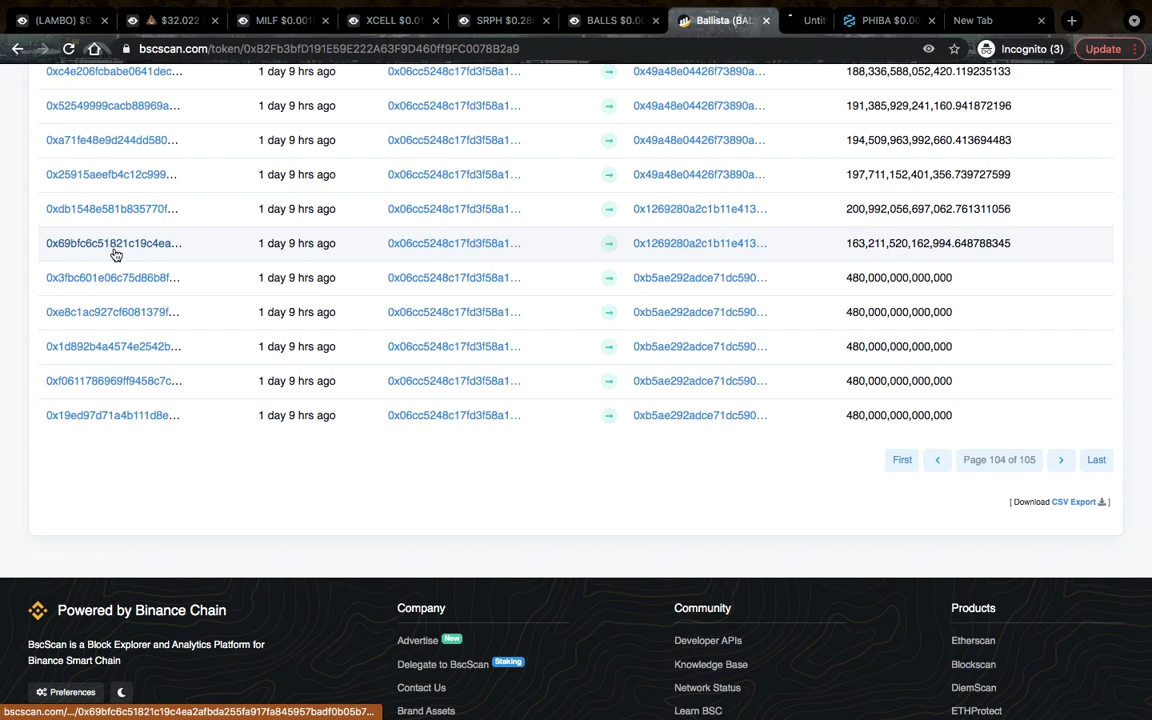 (LAMBO) $0
$32.022
MILF $0.001
XCELL $0.01
SRPH $0.28
BALLS $0.00
Ballista (BAL
Untit
PHIBA $0.00
New Tab
bscscan.com/token/0xB2Fb3bfD191E59E222A63F9D460ff9FC0078B2a9
Incognito (3)
Update
0xc4e206fcbabe0641dec... 1 day 9 hrs ago 0x06cc5248c17fd3f58a1... 0x49a48e04426f73890a... 188,336,588,052,420.119235133
0x52549999cacb88969a... 1 day 9 hrs ago 0x06cc5248c17fd3f58a1... 0x49a48e04426f73890a... 191,385,929,241,160.941872196
0xa71fe48e9d244dd580... 1 day 9 hrs ago 0x06cc5248c17fd3f58a1... 0x49a48e04426f73890a... 194,509,963,992,660.413694483
0x25915aeefb4c12c999... 1 day 9 hrs ago 0x06cc5248c17fd3f58a1... 0x49a48e04426f73890a... 197,711,152,401,356.739727599
0xdb1548e581b835770f... 1 day 9 hrs ago 0x06cc5248c17fd3f58a1... 0x1269280a2c1b11e413... 200,992,056,697,062.761311056
0x69bfc6c51821c19c4ea... 1 day 9 hrs ago 0x06cc5248c17fd3f58a1... 0x1269280a2c1b11e413... 163,211,520,162,994.648788345
0x3fbc601e06c75d86b8f... 1 day 9 hrs ago 0x06cc5248c17fd3f58a1... 0xb5ae292adce71dc590... 480,000,000,000,000
0xe8c1ac927cf6081379f... 1 day 9 hrs ago 0x06cc5248c17fd3f58a1... 0xb5ae292adce71dc590... 480,000,000,000,000
0x1d892b4a4574e2542b... 1 day 9 hrs ago 0x06cc5248c17fd3f58a1... 0xb5ae292adce71dc590... 480,000,000,000,000
0xf0611786969ff9458c7c... 1 day 9 hrs ago 0x06cc5248c17fd3f58a1... 0xb5ae292adce71dc590... 480,000,000,000,000
0x19ed97d71a4b111d8e... 1 day 9 hrs ago 0x06cc5248c17fd3f58a1... 0xb5ae292adce71dc590... 480,000,000,000,000
First < Page 104 of 105 > Last
[ Download CSV Export ]
Powered by Binance Chain
BscScan is a Block Explorer and Analytics Platform for
Binance Smart Chain
Preferences
Company
Advertise New
Delegate to BscScan Staking
Contact Us
Brand Assets
Community
Developer APIs
Knowledge Base
Network Status
Learn BSC
Products
Etherscan
Blockscan
DiemScan
ETHProtect
bscscan.com/.../0x69bfc6c51821c19c4ea2afbda255fa917fa845957badf0b05b7...